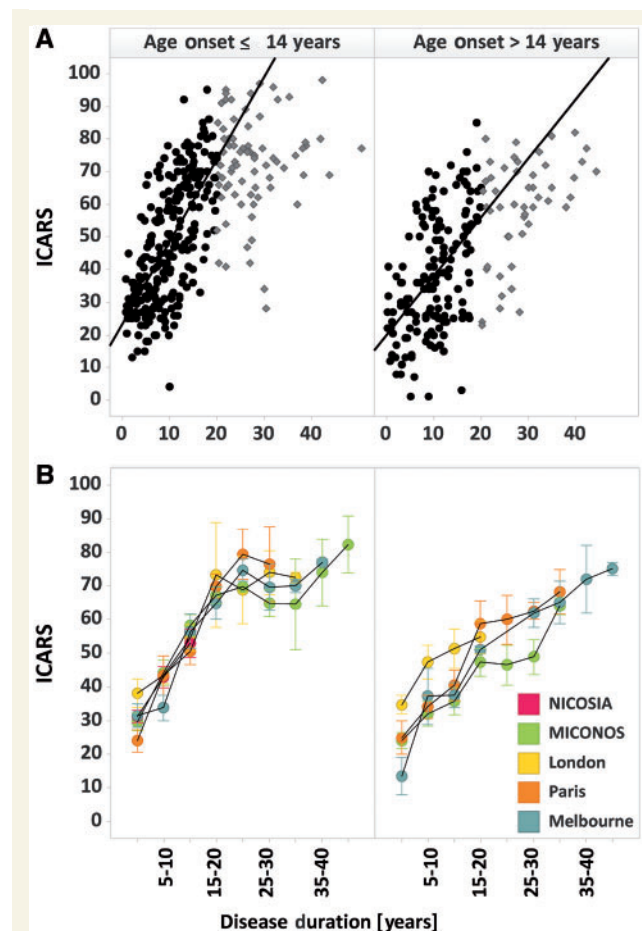 A
Age onset ≤ 14 years
Age onset > 14 years
ICARS
100
90
80
70
60
50
40
30
20
10
0
0 10 20 30 40
0 10 20 30 40
B
ICARS
100
90
80
70
60
50
40
30
20
10
0
NICOSIA
MICONOS
London
Paris
Melbourne
5-10
15-20
25-30
35-40
5-10
15-20
25-30
35-40
Disease duration [years]